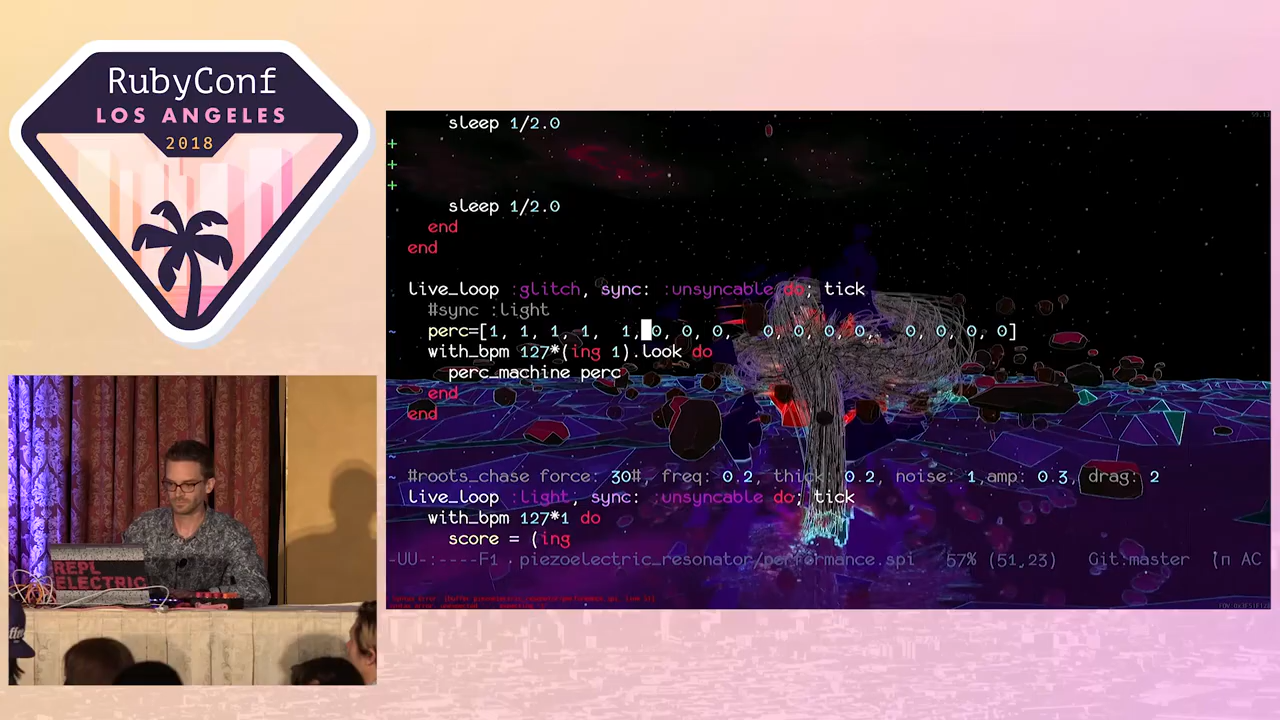 RubyConf
LOS ANGELES
2018
sleep 1/2.0
+
+
+
sleep 1/2.0
end
end
live_loop :glitch, sync: :unsyncable do; tick
#sync :light
~ perc=[1, 1, 1, 1, 1, 0, 0, 0, 0, 0, 0, 0, 0, 0, 0, 0]
with_bpm 127*(ing 1).look do
perc_machine perc
end
end
~
~ #roots_chase force: 30#, freq: 0.2, thick: 0.2, noise: 1,amp: 0.3, drag: 2
live_loop :light, sync: :unsyncable do; tick
with_bpm 127*1 do
score = (ing
-UU-:----F1 piezoelectric_resonator/performance.spi 57% (51,23) Git:master (n AC
REPL
ELECTRIC